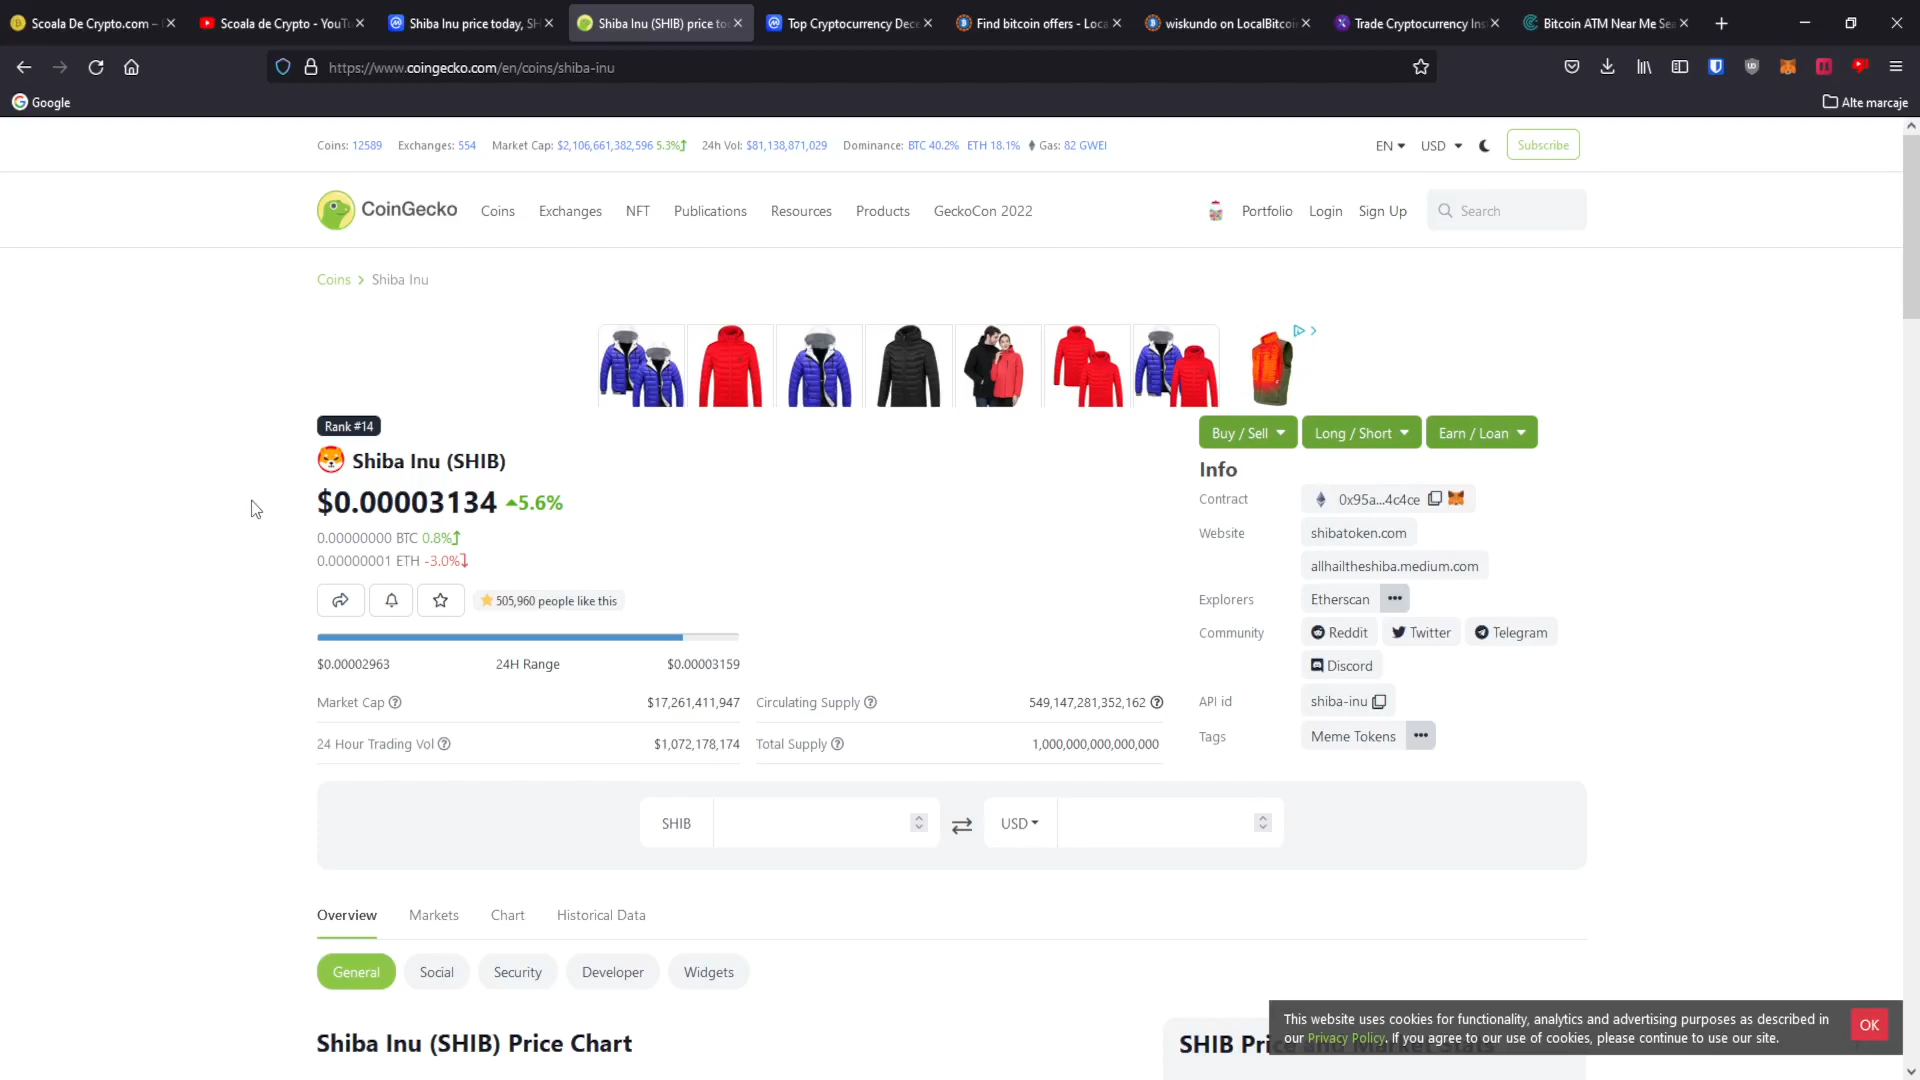 Scoala De Crypto.com –
Scoala de Crypto - YouTu
Shiba Inu price today, SH
Shiba Inu (SHIB) price to
Top Cryptocurrency Dece
Find bitcoin offers - Loca
wiskundo on LocalBitcoin
Trade Cryptocurrency Ins
Bitcoin ATM Near Me Sea
https://www.coingecko.com/en/coins/shiba-inu
Google
Alte marcaje
Coins: 12589 Exchanges: 554 Market Cap: $2,106,661,382,596 5.3% 24h Vol: $81,138,871,029 Dominance: BTC 40.2% ETH 18.1% Gas: 82 GWEI
EN USD Subscribe
CoinGecko Coins Exchanges NFT Publications Resources Products GeckoCon 2022 Portfolio Login Sign Up Search
Coins > Shiba Inu
Rank #14
Shiba Inu (SHIB)
$0.00003134 5.6%
0.00000000 BTC 0.8%
0.00000001 ETH -3.0%
505,960 people like this
$0.00002963 24H Range $0.00003159
Market Cap $17,261,411,947 Circulating Supply 549,147,281,352,162
24 Hour Trading Vol $1,072,178,174 Total Supply 1,000,000,000,000,000
Buy / Sell Long / Short Earn / Loan
Info
Contract 0x95a...4c4ce
Website shibatoken.com
allhailtheshiba.medium.com
Explorers Etherscan •••
Community Reddit Twitter Telegram
Discord
API id shiba-inu
Tags Meme Tokens •••
SHIB USD
Overview Markets Chart Historical Data
General Social Security Developer Widgets
Shiba Inu (SHIB) Price Chart
SHIB Price and Market Stats
This website uses cookies for functionality, analytics and advertising purposes as described in
our Privacy Policy. If you agree to our use of cookies, please continue to use our site.
OK